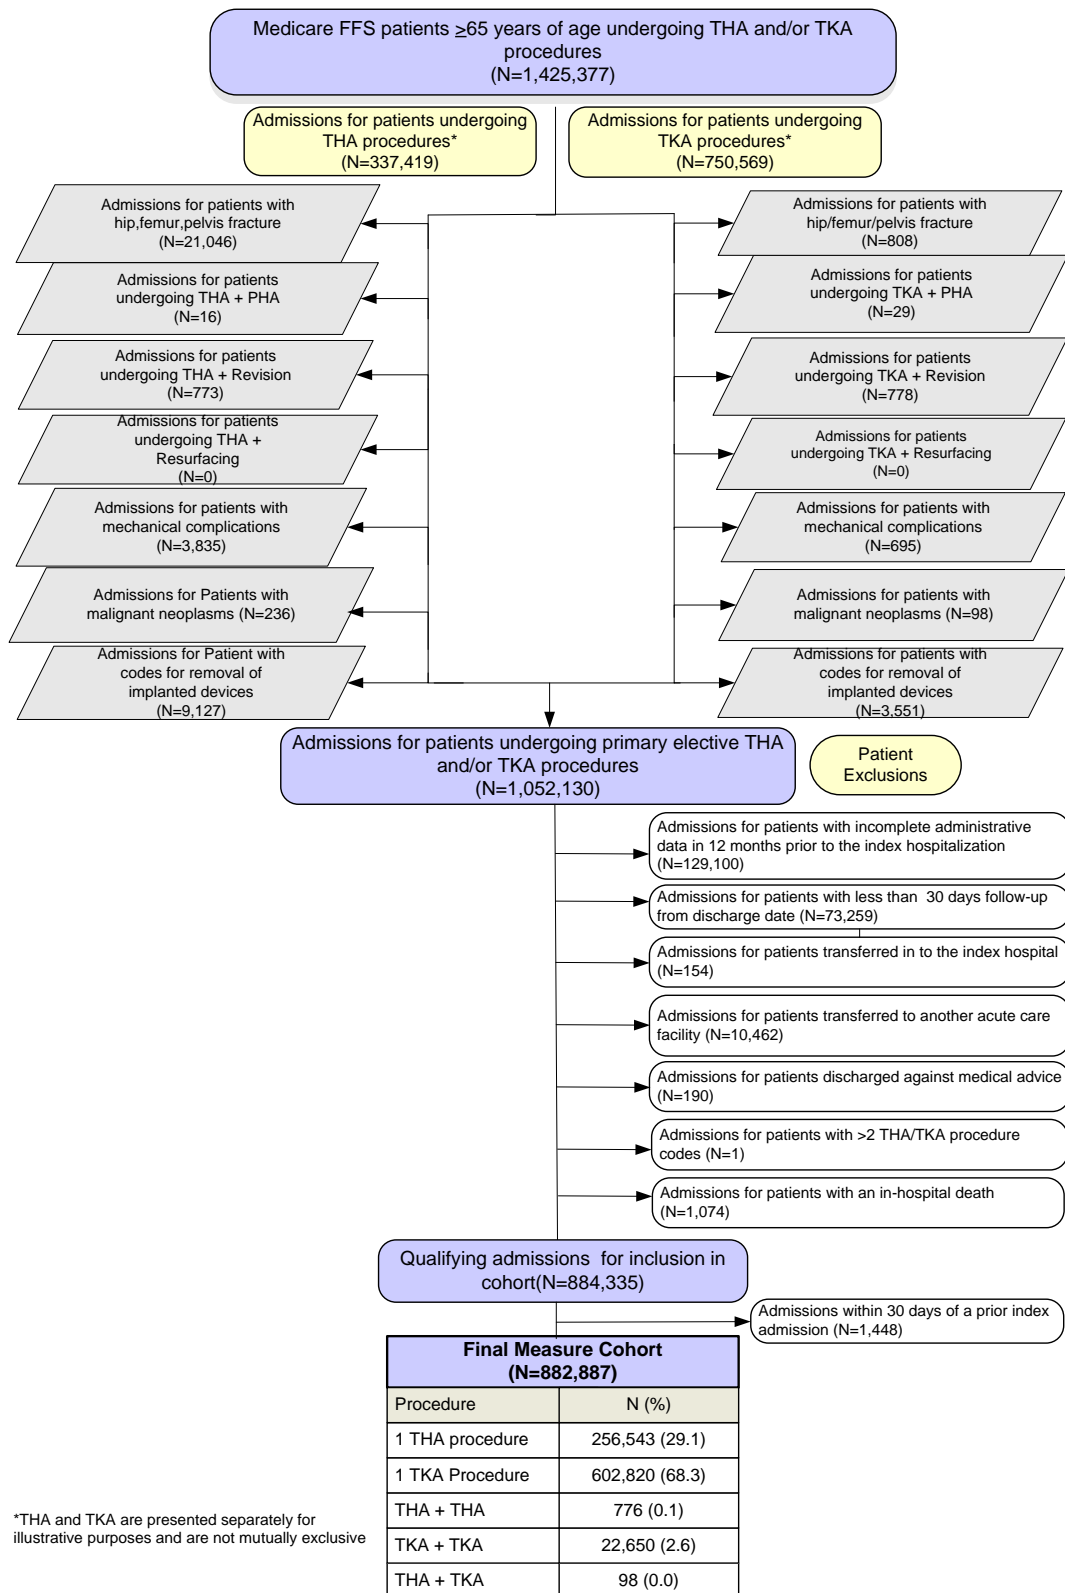 Medicare FFS patients ≥65 years of age undergoing THA and/or TKA
procedures
(N=1,425,377)
Admissions for patients undergoing
THA procedures*
(N=337,419)
Admissions for patients undergoing
TKA procedures*
(N=750,569)
Admissions for patients with
hip,femur,pelvis fracture
(N=21,046)
Admissions for patients with
hip/femur/pelvis fracture
(N=808)
Admissions for patients
undergoing THA + PHA
(N=16)
Admissions for patients
undergoing TKA + PHA
(N=29)
Admissions for patients
undergoing THA + Revision
(N=773)
Admissions for patients
undergoing TKA + Revision
(N=778)
Admissions for patients
undergoing THA +
Resurfacing
(N=0)
Admissions for patients
undergoing TKA + Resurfacing
(N=0)
Admissions for patients with
mechanical complications
(N=3,835)
Admissions for patients with
mechanical complications
(N=695)
Admissions for Patients with
malignant neoplasms (N=236)
Admissions for patients with
malignant neoplasms (N=98)
Admissions for Patient with
codes for removal of
implanted devices
(N=9,127)
Admissions for patients with
codes for removal of
implanted devices
(N=3,551)
Admissions for patients undergoing primary elective THA
and/or TKA procedures
(N=1,052,130)
Patient
Exclusions
Admissions for patients with incomplete administrative
data in 12 months prior to the index hospitalization
(N=129,100)
Admissions for patients with less than  30 days follow-up
from discharge date (N=73,259)
Admissions for patients transferred in to the index hospital
(N=154)
Admissions for patients transferred to another acute care
facility (N=10,462)
Admissions for patients discharged against medical advice
(N=190)
Admissions for patients with >2 THA/TKA procedure
codes (N=1)
Admissions for patients with an in-hospital death
(N=1,074)
Qualifying admissions  for inclusion in
cohort(N=884,335)
Admissions within 30 days of a prior index
admission (N=1,448)
Final Measure Cohort
(N=882,887)
Procedure N (%)
1 THA procedure 256,543 (29.1)
1 TKA Procedure 602,820 (68.3)
THA + THA 776 (0.1)
TKA + TKA 22,650 (2.6)
THA + TKA 98 (0.0)
*THA and TKA are presented separately for
illustrative purposes and are not mutually exclusive